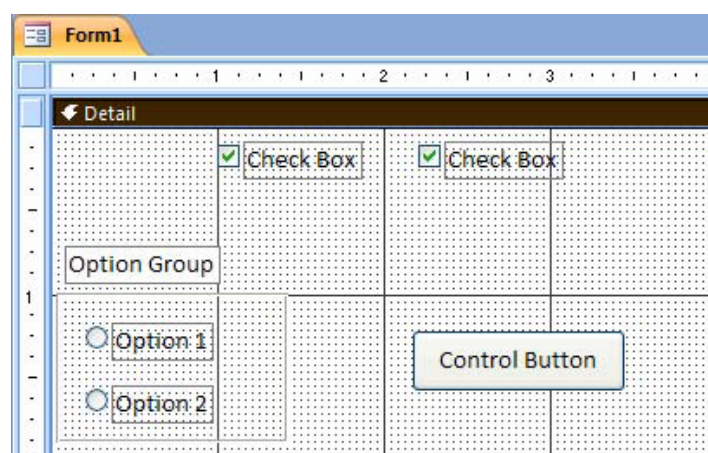 Form1
1 2 3
Detail
Check Box Check Box
Option Group
1
Option 1
Control Button
Option 2